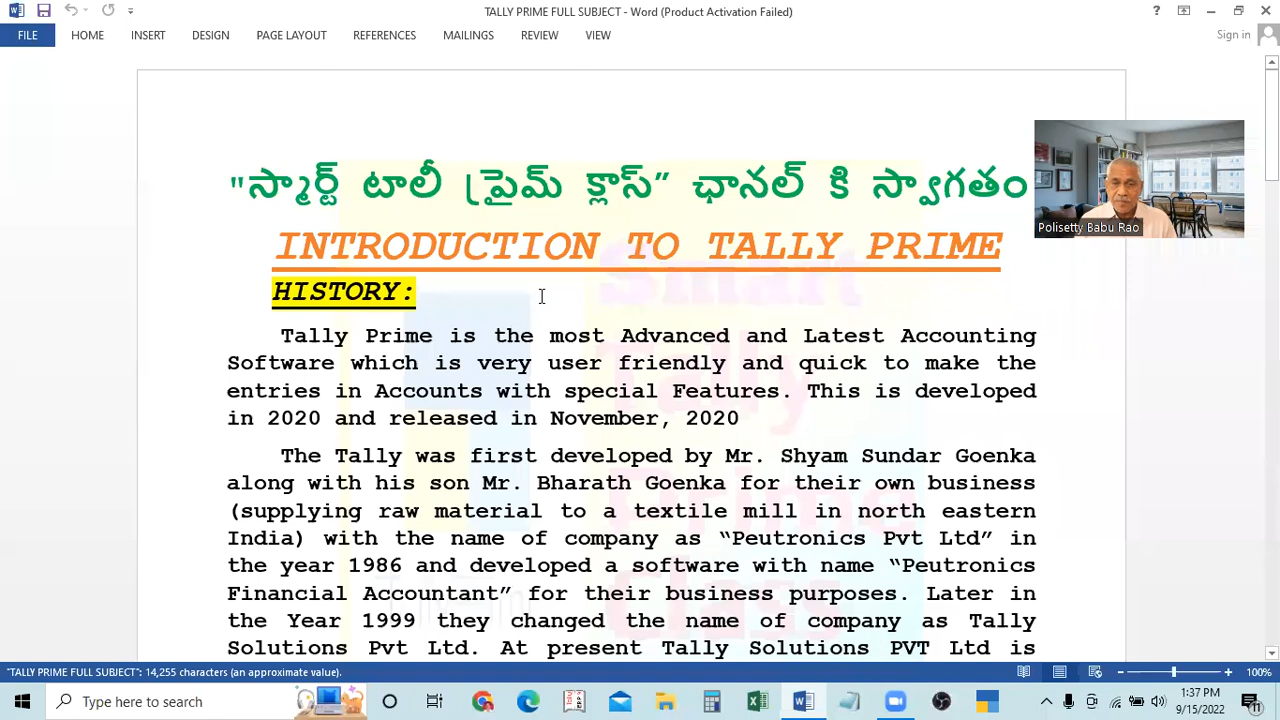 TALLY PRIME FULL SUBJECT - Word (Product Activation Failed)
FILE HOME INSERT DESIGN PAGE LAYOUT REFERENCES MAILINGS REVIEW VIEW Sign in
"స్మార్ట్ టాలీ ప్రైమ్ క్లాస్” ఛానల్ కి స్వాగతం
Polisetty Babu Rao
INTRODUCTION TO TALLY PRIME
HISTORY:
Tally Prime is the most Advanced and Latest Accounting
Software which is very user friendly and quick to make the
entries in Accounts with special Features. This is developed
in 2020 and released in November, 2020
The Tally was first developed by Mr. Shyam Sundar Goenka
along with his son Mr. Bharath Goenka for their own business
(supplying raw material to a textile mill in north eastern
India) with the name of company as “Peutronics Pvt Ltd” in
the year 1986 and developed a software with name “Peutronics
Financial Accountant” for their business purposes. Later in
the Year 1999 they changed the name of company as Tally
Solutions Pvt Ltd. At present Tally Solutions PVT Ltd is
Smart
Tally
Prime
Class
"TALLY PRIME FULL SUBJECT": 14,255 characters (an approximate value).
100%
Type here to search
1:37 PM
9/15/2022